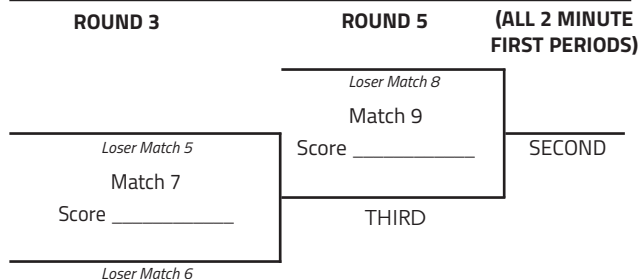 ROUND 3 ROUND 5 (ALL 2 MINUTE
FIRST PERIODS)
Loser Match 8
Match 9
Loser Match 5 Score ____________ SECOND
Match 7
Score ____________ THIRD
Loser Match 6